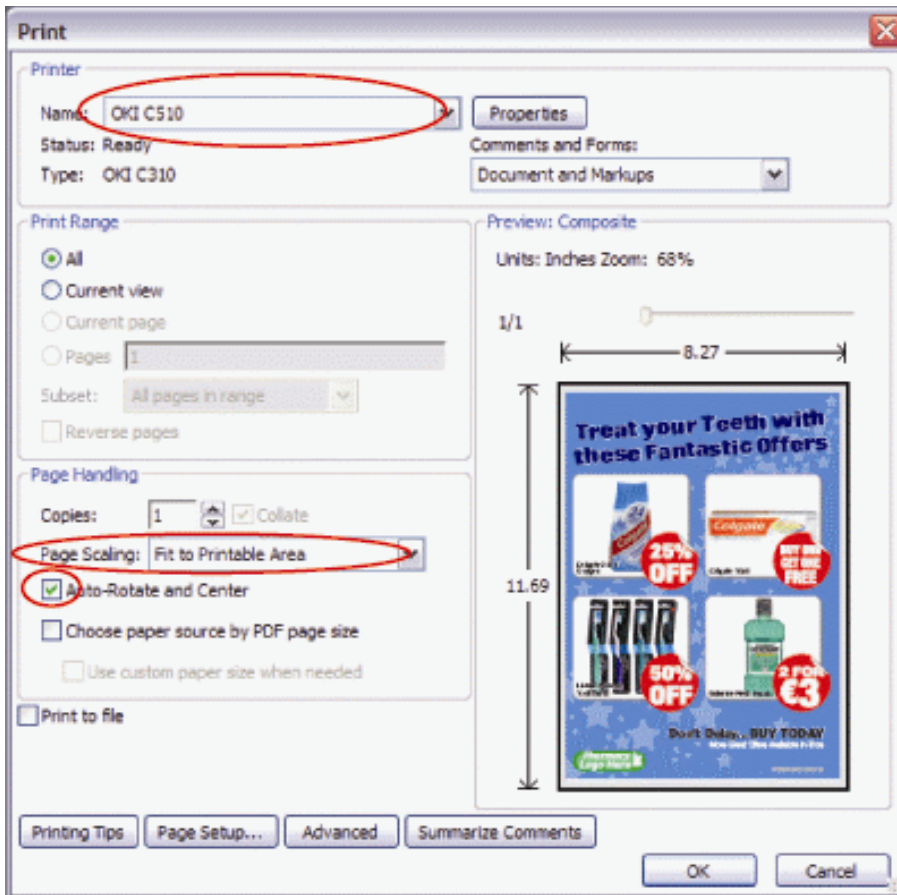 Print
Printer
Name: OKI C510
Properties
Status: Ready
Comments and Forms:
Type: OKI C310
Document and Markups
Print Range
All
Current view
Current page
Pages 1
Subset: All pages in range
Reverse pages
Preview: Composite
Units: Inches Zoom: 68%
1/1
8.27
11.69
Treat your Teeth with
these Fantastic Offers
Colgate
25%
OFF
Colgate
BUY ONE
GET ONE
FREE
50%
OFF
2 FOR
€3
Don't Delay... BUY TODAY
Pharmacy
Logo Here
Page Handling
Copies: 1 Collate
Page Scaling: Fit to Printable Area
Auto-Rotate and Center
Choose paper source by PDF page size
Use custom paper size when needed
Print to file
Printing Tips
Page Setup...
Advanced
Summarize Comments
OK
Cancel